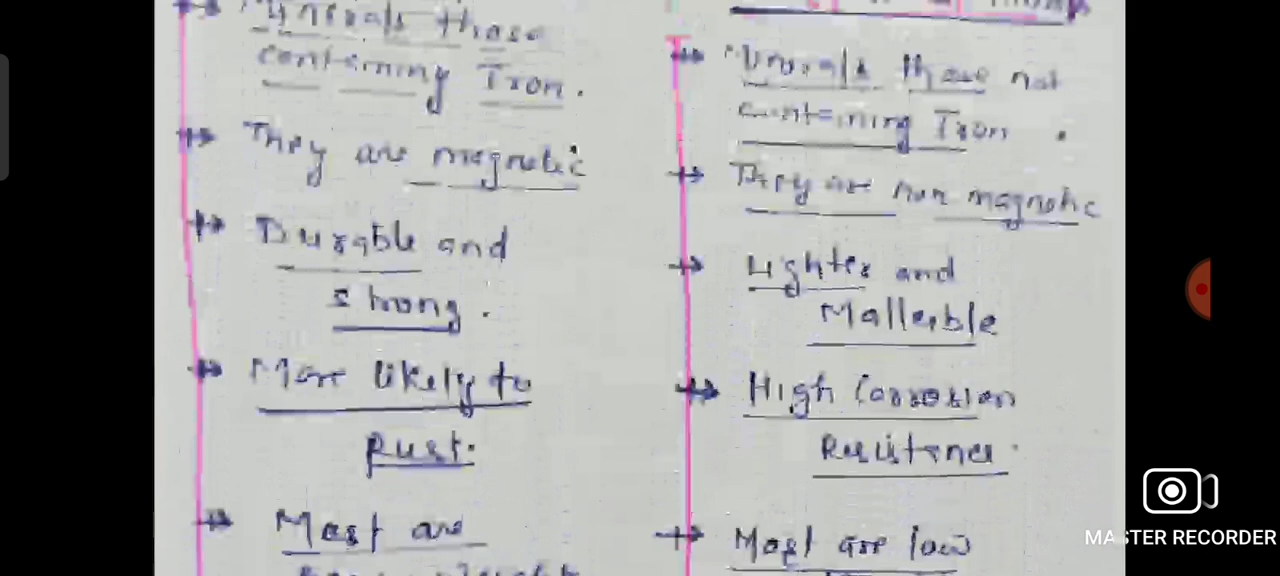 Minerals those
containing Iron.
They are magnetic
Durable and
strong.
More likely to
Rust.
Most are
Minerals those not
containing Iron.
They are non magnetic
Lighter and
Malleable
High Corrosion
Resistance.
Most are low
MASTER RECORDER